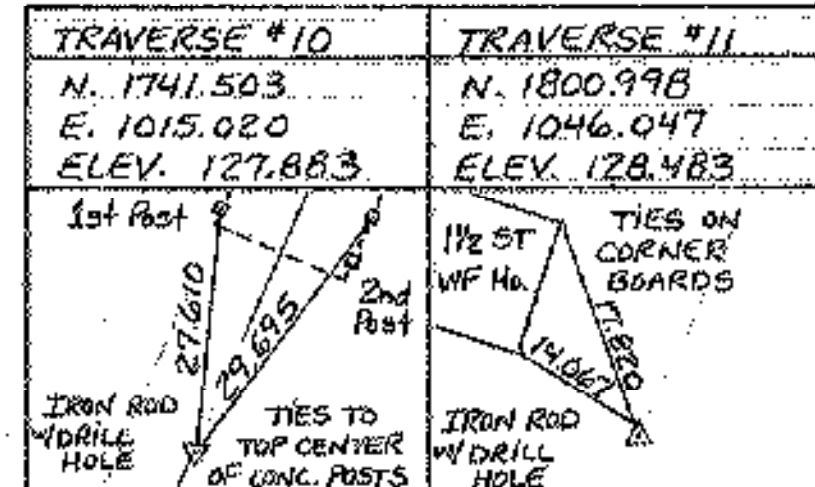 TRAVERSE #10
N. 1741.503
E. 1015.020
ELEV. 127.883
1st Post
27.610
29.695
2nd
Post
IRON ROD
W/DRILL
HOLE
TIES TO
TOP CENTER
OF CONC. POSTS
TRAVERSE #11
N. 1800.998
E. 1046.047
ELEV. 128.483
1½ ST
WF Ho.
TIES ON
CORNER
BOARDS
14.067
17.820
IRON ROD
W/DRILL
HOLE